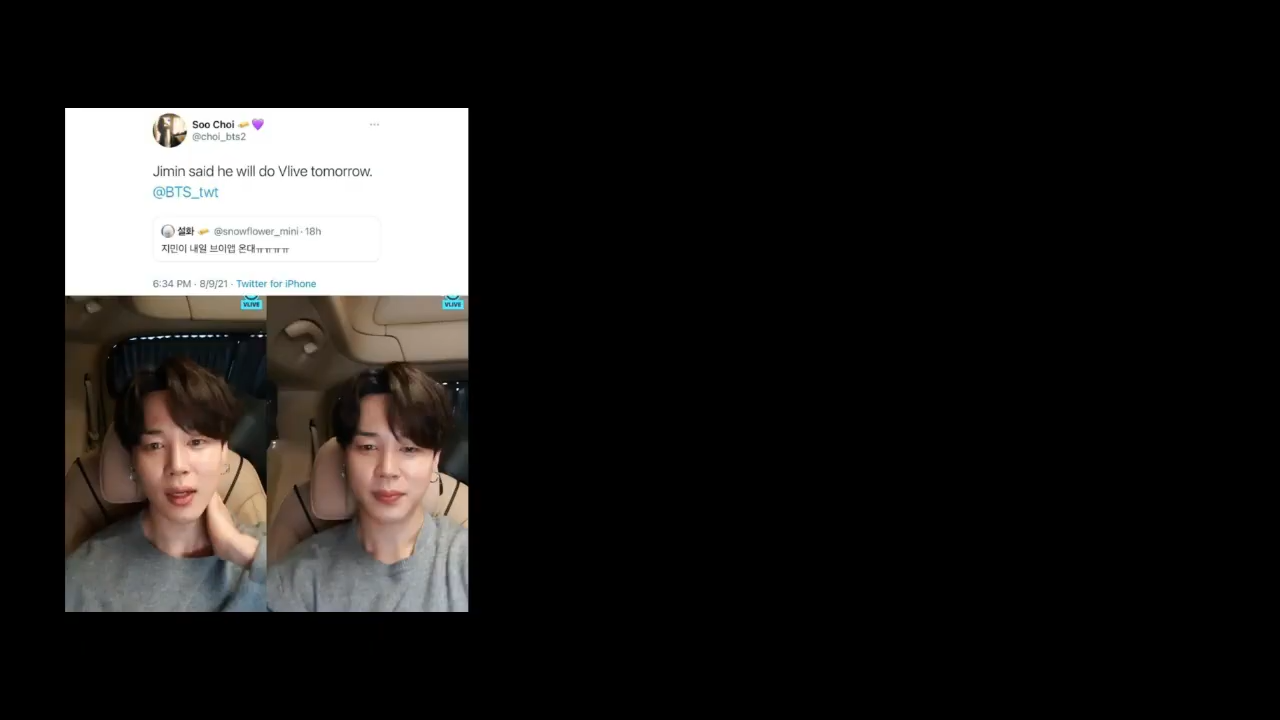 Soo Choi 🧈💜
@choi_bts2
Jimin said he will do Vlive tomorrow.
@BTS_twt
설화 🧈 @snowflower_mini · 18h
지민이 내일 브이앱 온대ㅠㅠㅠㅠ
6:34 PM · 8/9/21 · Twitter for iPhone
VLIVE
VLIVE